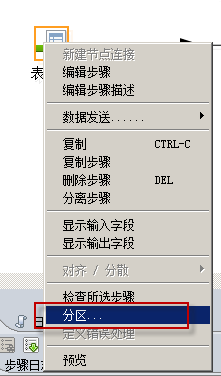 表
新建节点连接
编辑步骤
编辑步骤描述
数据发送......
复制 CTRL-C
复制步骤
删除步骤 DEL
分离步骤
显示输入字段
显示输出字段
对齐 / 分散
检查所选步骤
分区...
定义错误处理
预览
步骤日